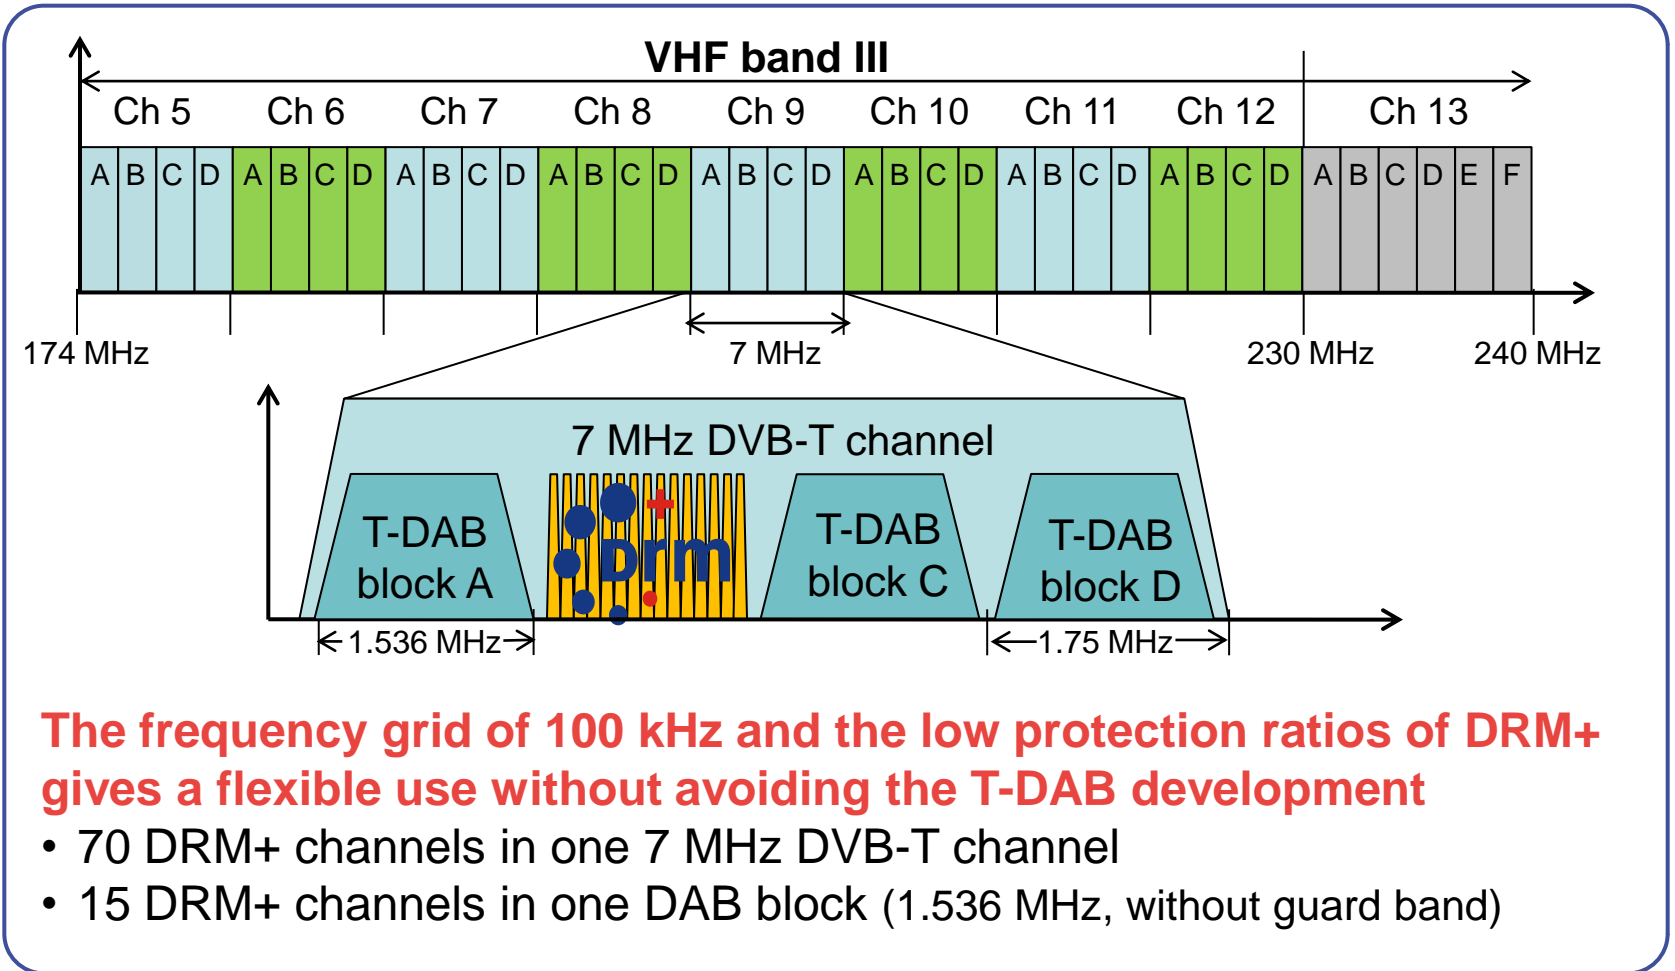 VHF band III
Ch 5 Ch 6 Ch 7 Ch 8 Ch 9 Ch 10 Ch 11 Ch 12 Ch 13
A B C D A B C D A B C D A B C D A B C D A B C D A B C D A B C D A B C D E F
174 MHz 7 MHz 230 MHz 240 MHz
7 MHz DVB-T channel
T-DAB
block A
Drm
+
T-DAB
block C
T-DAB
block D
1.536 MHz 1.75 MHz
The frequency grid of 100 kHz and the low protection ratios of DRM+
gives a flexible use without avoiding the T-DAB development
• 70 DRM+ channels in one 7 MHz DVB-T channel
• 15 DRM+ channels in one DAB block (1.536 MHz, without guard band)